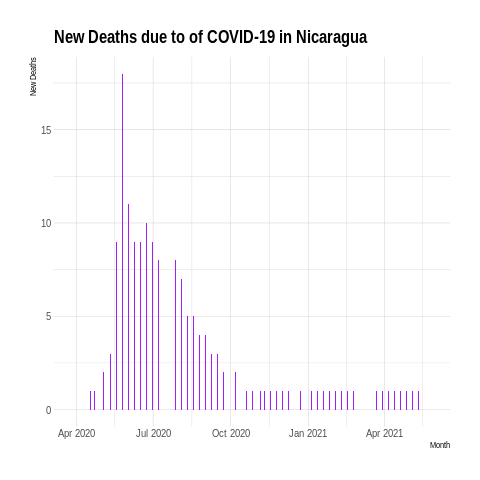 New Deaths due to of COVID-19 in Nicaragua
New Deaths
15
10
5
0
Apr 2020 Jul 2020 Oct 2020 Jan 2021 Apr 2021
Month